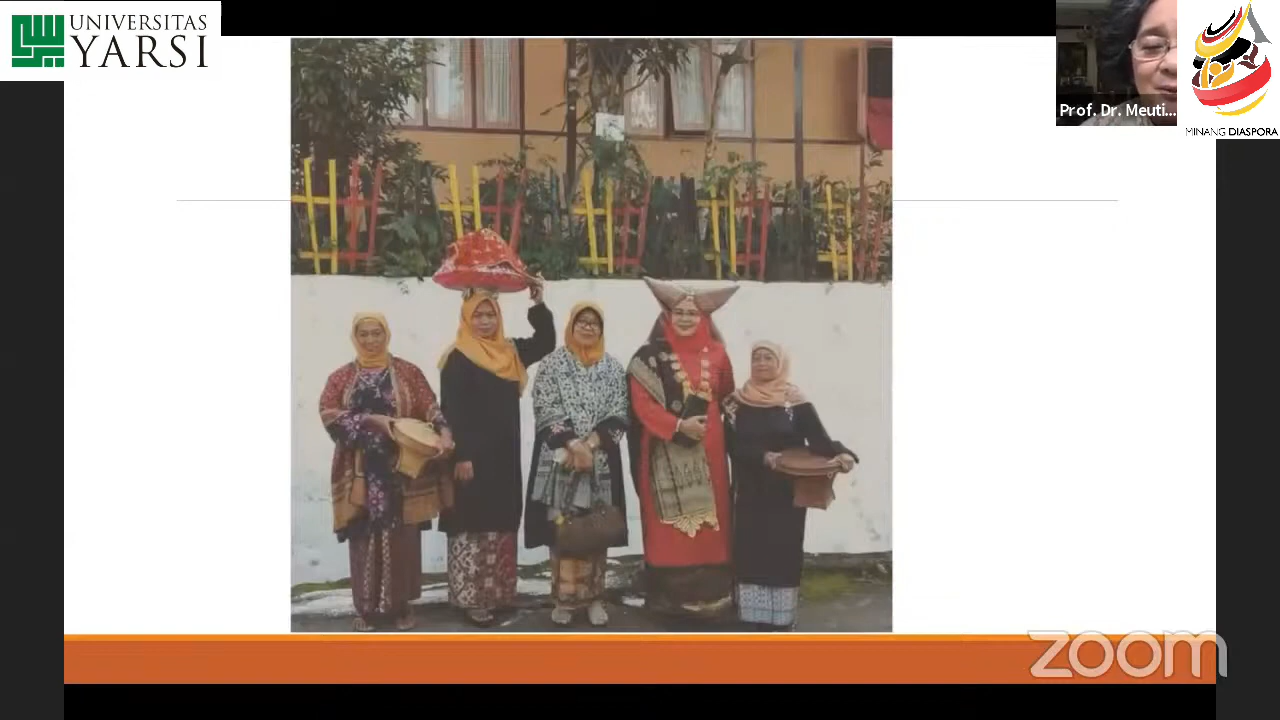 UNIVERSITAS
YARSI
Prof. Dr. Meuti...
MINANG DIASPORA
zoom